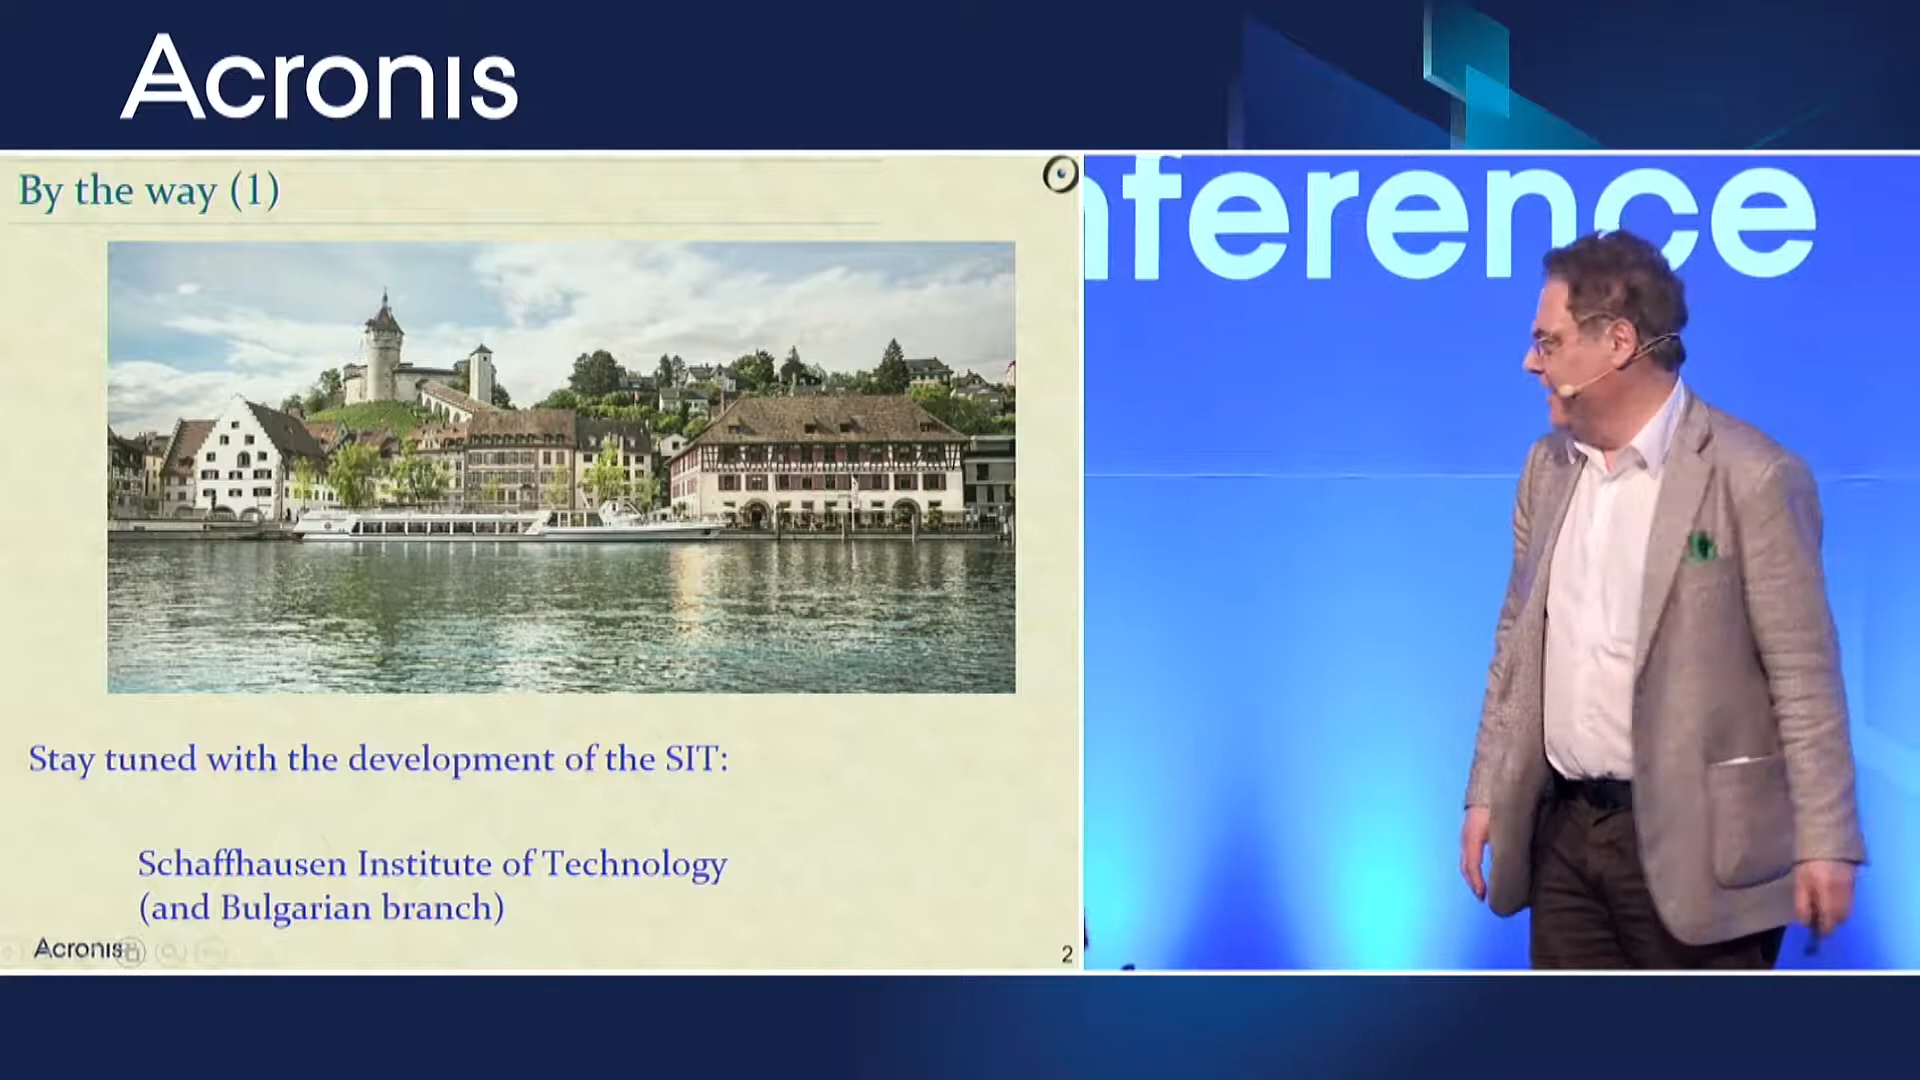 Acronis
By the way (1)
nference
Stay tuned with the development of the SIT:
Schaffhausen Institute of Technology
(and Bulgarian branch)
Acronis
2